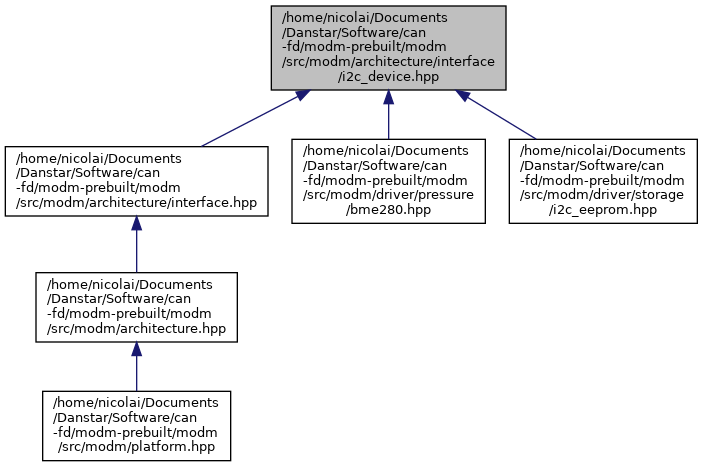 /home/nicolai/Documents
/Danstar/Software/can
-fd/modm-prebuilt/modm
/src/modm/architecture/interface
/i2c_device.hpp
/home/nicolai/Documents
/Danstar/Software/can
-fd/modm-prebuilt/modm
/src/modm/architecture/interface.hpp
/home/nicolai/Documents
/Danstar/Software/can
-fd/modm-prebuilt/modm
/src/modm/driver/pressure
/bme280.hpp
/home/nicolai/Documents
/Danstar/Software/can
-fd/modm-prebuilt/modm
/src/modm/driver/storage
/i2c_eeprom.hpp
/home/nicolai/Documents
/Danstar/Software/can
-fd/modm-prebuilt/modm
/src/modm/architecture.hpp
/home/nicolai/Documents
/Danstar/Software/can
-fd/modm-prebuilt/modm
/src/modm/platform.hpp